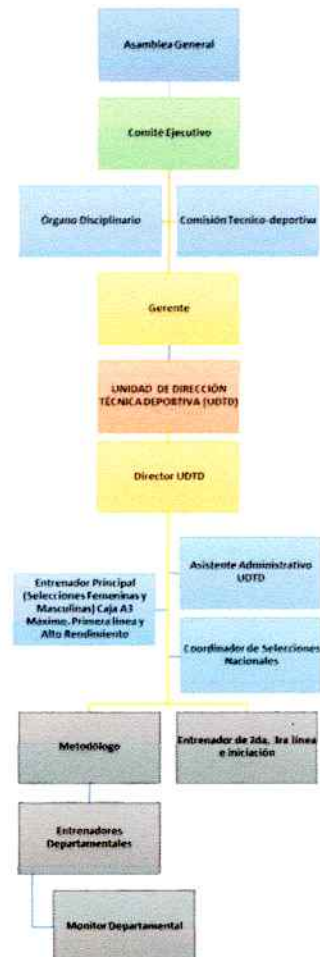 Asamblea General
Comité Ejecutivo
Órgano Disciplinario
Comisión Tecnico-deportiva
Gerente
UNIDAD DE DIRECCIÓN
TÉCNICA DEPORTIVA (UDTD)
Director UDTD
Asistente Administrativo
UDTD
Entrenador Principal
(Selecciones Femeninas y
Masculinas) Caja A3
Máximo. Primera línea y
Alto Rendimiento
Coordinador de Selecciones
Nacionales
Metodólogo
Entrenador de 2da, 3ra línea
e iniciación
Entrenadores
Departamentales
Monitor Departamental